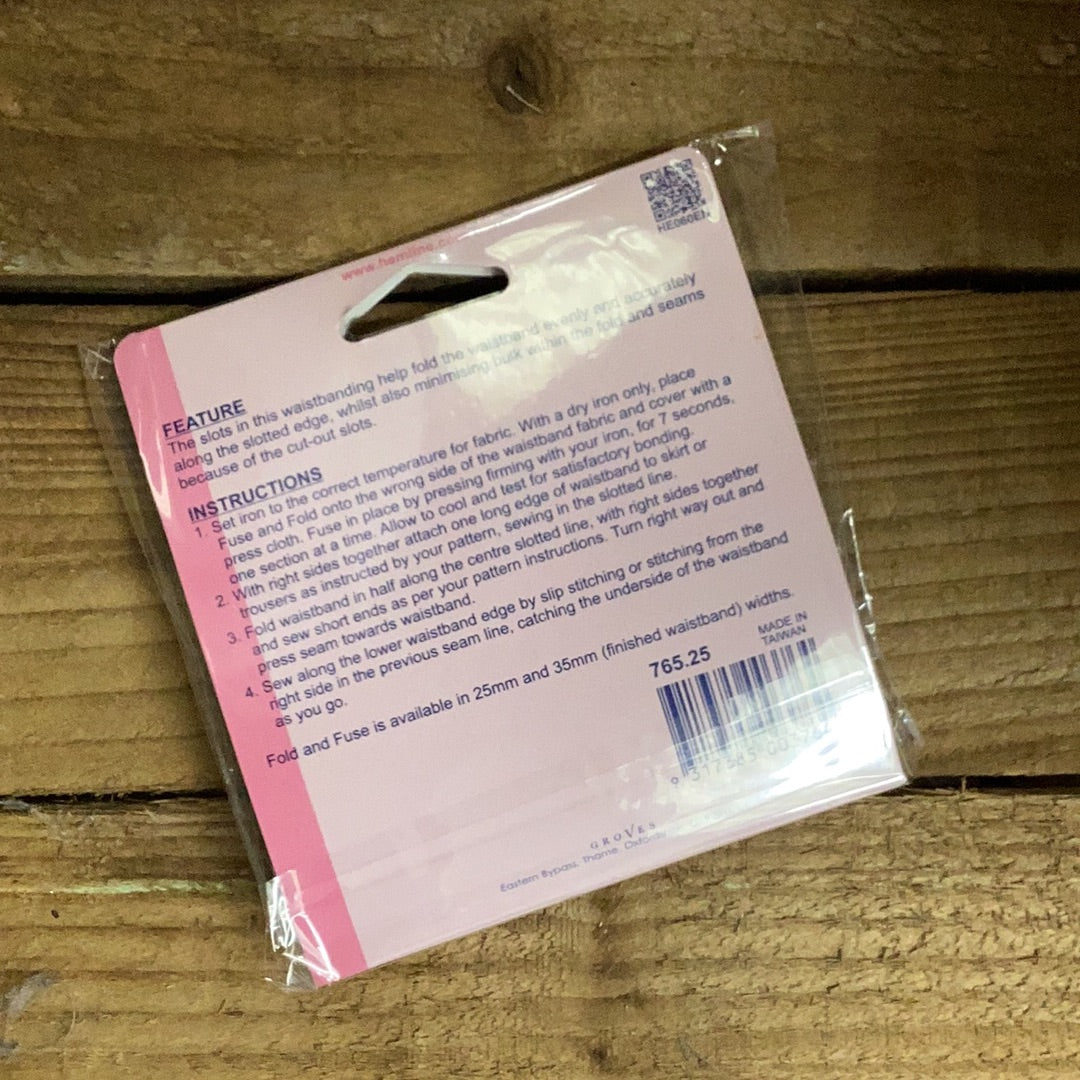 HE060EN
www.hemline.co
FEATURE
The slots in this waistbanding help fold the waistband evenly and accurately
along the slotted edge, whilst also minimising bulk within the fold and seams
because of the cut-out slots.
INSTRUCTIONS
1. Set iron to the correct temperature for fabric. With a dry iron only, place
Fuse and Fold onto the wrong side of the waistband fabric and cover with a
press cloth. Fuse in place by pressing firming with your iron, for 7 seconds,
one section at a time. Allow to cool and test for satisfactory bonding.
2. With right sides together attach one long edge of waistband to skirt or
trousers as instructed by your pattern, sewing in the slotted line.
3. Fold waistband in half along the centre slotted line, with right sides together
and sew short ends as per your pattern instructions. Turn right way out and
press seam towards waistband.
4. Sew along the lower waistband edge by slip stitching or stitching from the
right side in the previous seam line, catching the underside of the waistband
as you go.
Fold and Fuse is available in 25mm and 35mm (finished waistband) widths.
MADE IN
TAIWAN
765.25
GROVES
Eastern Bypass, Thame,